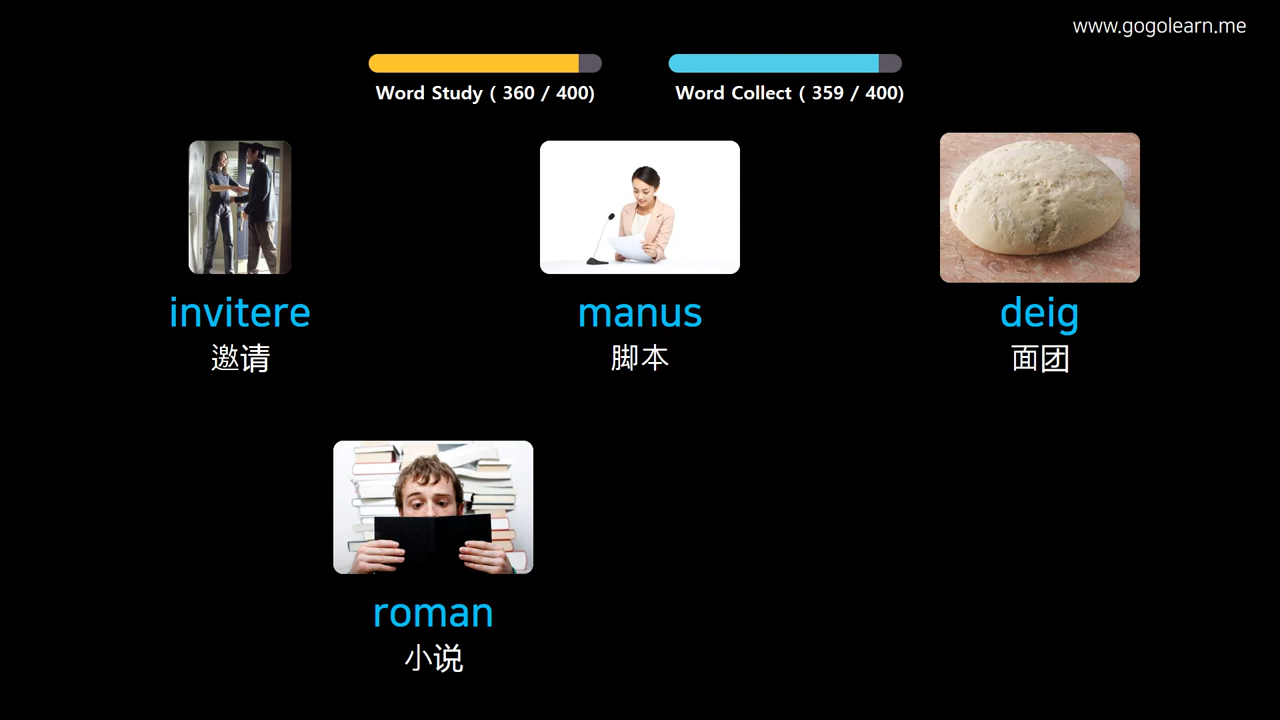 www.gogolearn.me
Word Study ( 360 / 400)
Word Collect ( 359 / 400)
invitere
邀请
manus
脚本
deig
面团
roman
小说